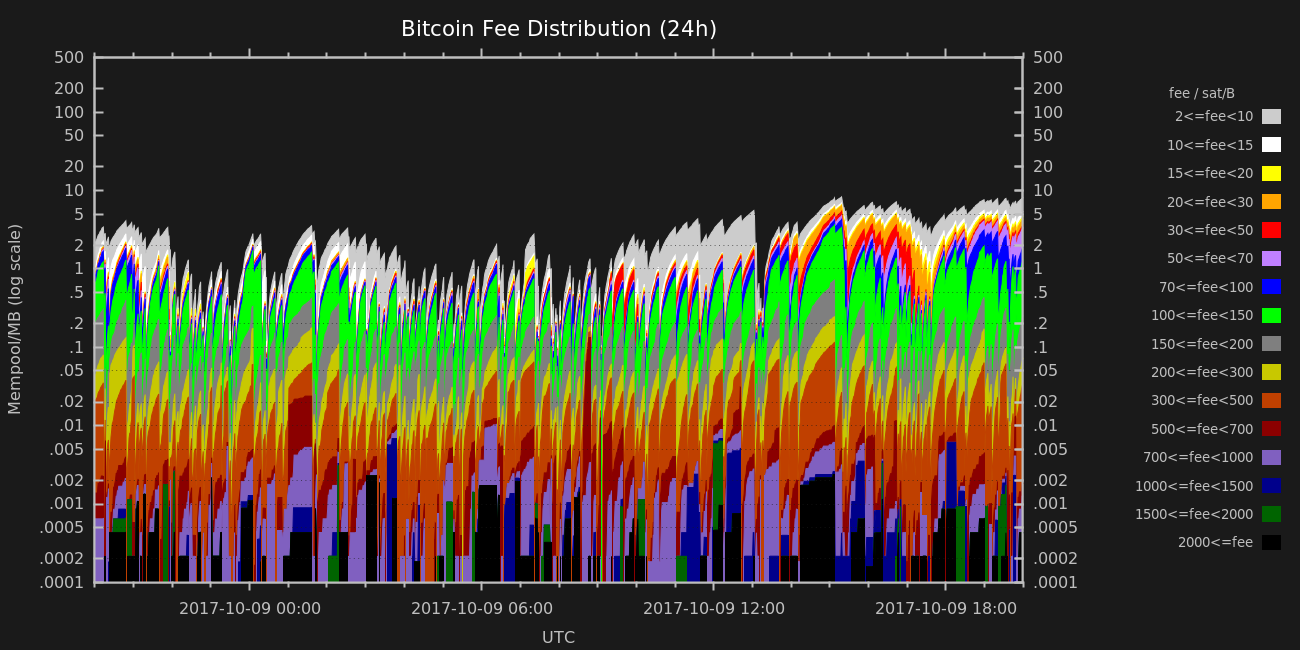 Bitcoin Fee Distribution (24h)
Mempool/MB (log scale)
500
200
100
50
20
10
5
2
1
.5
.2
.1
.05
.02
.01
.005
.002
.001
.0005
.0002
.0001
500
200
100
50
20
10
5
2
1
.5
.2
.1
.05
.02
.01
.005
.002
.001
.0005
.0002
.0001
2017-10-09 00:00
2017-10-09 06:00
2017-10-09 12:00
2017-10-09 18:00
UTC
fee / sat/B
2<=fee<10
10<=fee<15
15<=fee<20
20<=fee<30
30<=fee<50
50<=fee<70
70<=fee<100
100<=fee<150
150<=fee<200
200<=fee<300
300<=fee<500
500<=fee<700
700<=fee<1000
1000<=fee<1500
1500<=fee<2000
2000<=fee